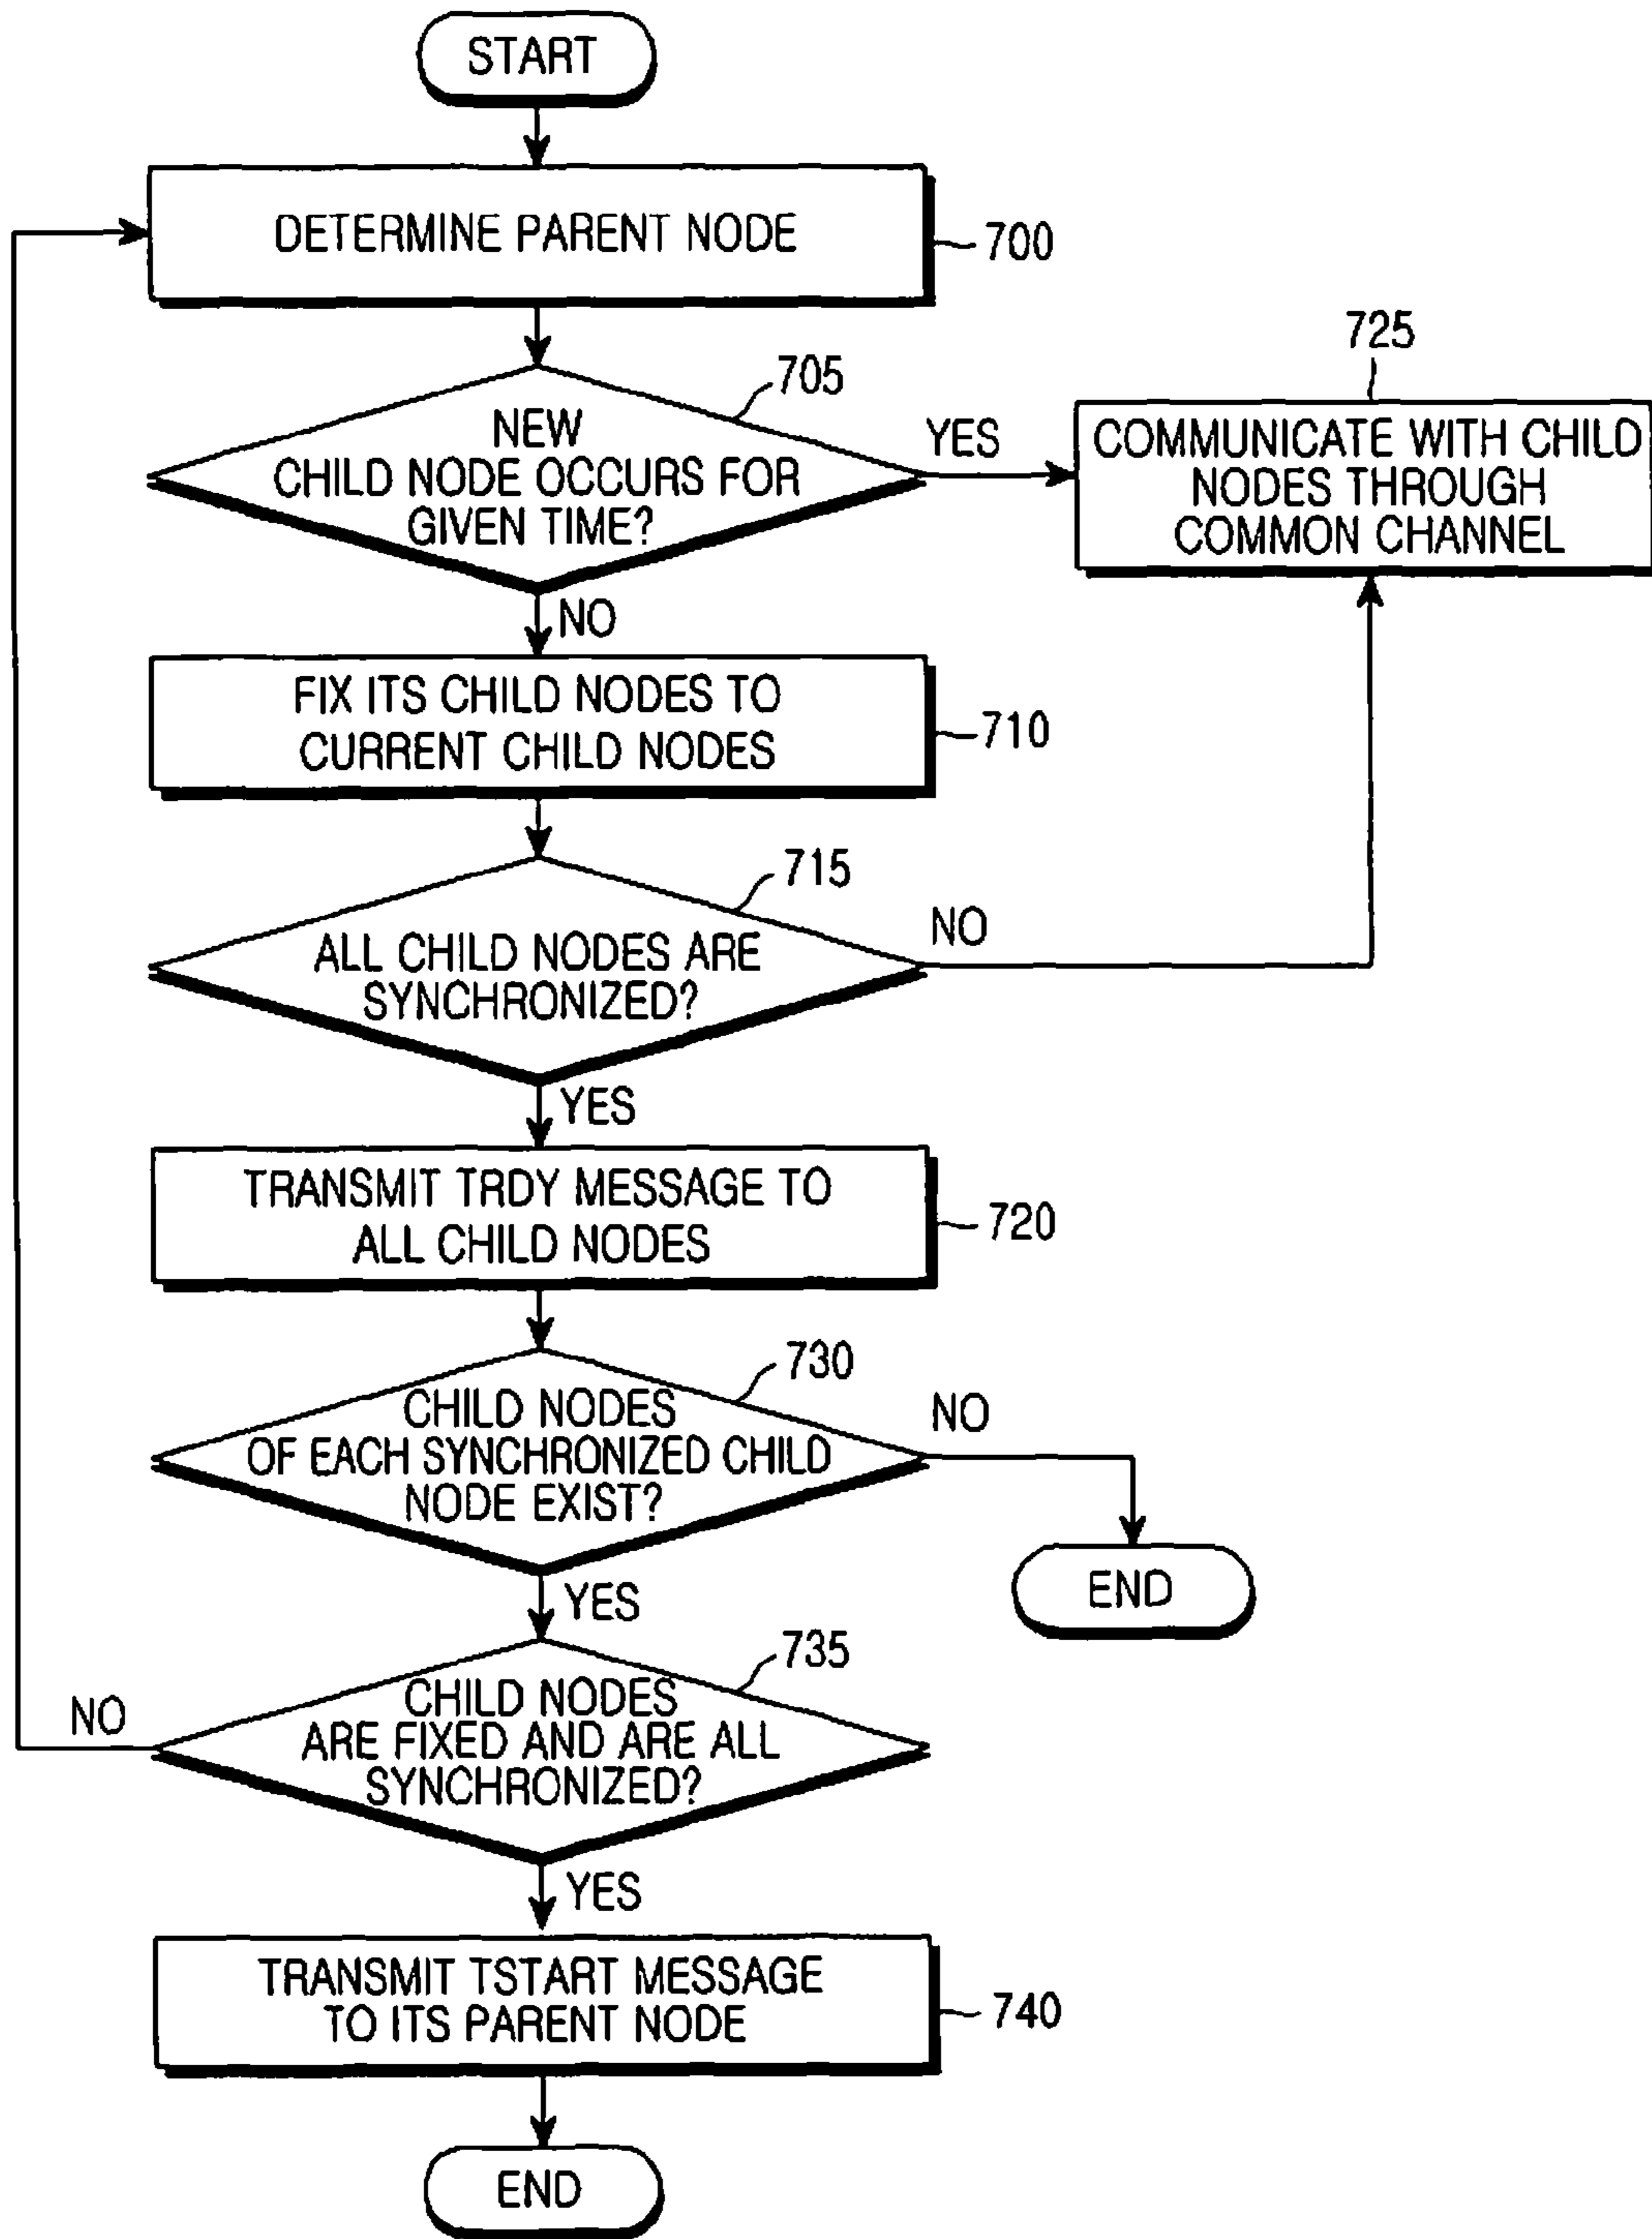 START
DETERMINE PARENT NODE
700
705
NEW
CHILD NODE OCCURS FOR
GIVEN TIME?
YES
725
COMMUNICATE WITH CHILD
NODES THROUGH
COMMON CHANNEL
NO
FIX ITS CHILD NODES TO
CURRENT CHILD NODES
710
715
ALL CHILD NODES ARE
SYNCHRONIZED?
NO
YES
TRANSMIT TRDY MESSAGE TO
ALL CHILD NODES
720
730
CHILD NODES
OF EACH SYNCHRONIZED CHILD
NODE EXIST?
NO
END
YES
735
CHILD NODES
ARE FIXED AND ARE ALL
SYNCHRONIZED?
NO
YES
TRANSMIT TSTART MESSAGE
TO ITS PARENT NODE
740
END